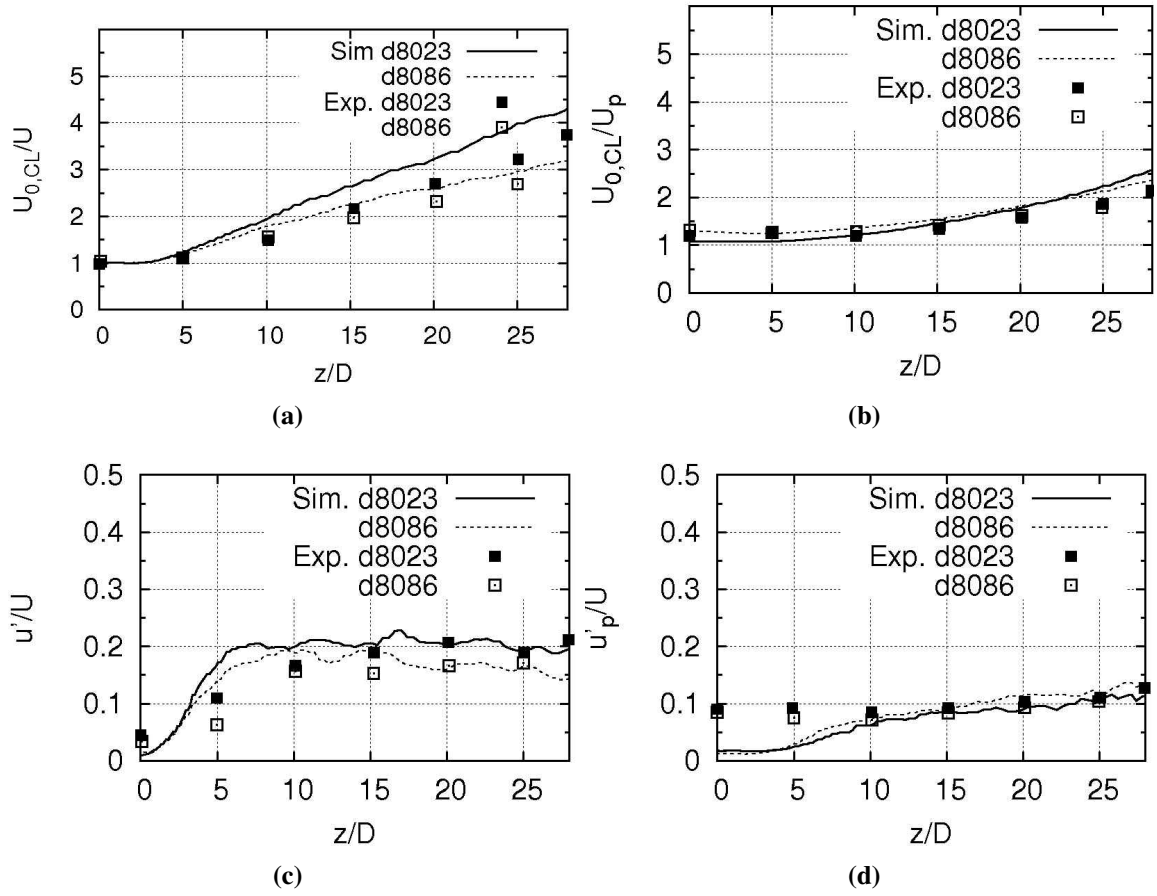 Sim d8023
d8086
Exp. d8023
d8086
U0,CL/U
5
4
3
2
1
0
0 5 10 15 20 25
z/D
(a)
Sim. d8023
d8086
Exp. d8023
d8086
U0,CL/Up
5
4
3
2
1
0
0 5 10 15 20 25
z/D
(b)
Sim. d8023
d8086
Exp. d8023
d8086
u'/U
0.5
0.4
0.3
0.2
0.1
0
0 5 10 15 20 25
z/D
(c)
Sim. d8023
d8086
Exp. d8023
d8086
u'p/U
0.5
0.4
0.3
0.2
0.1
0
0 5 10 15 20 25
z/D
(d)